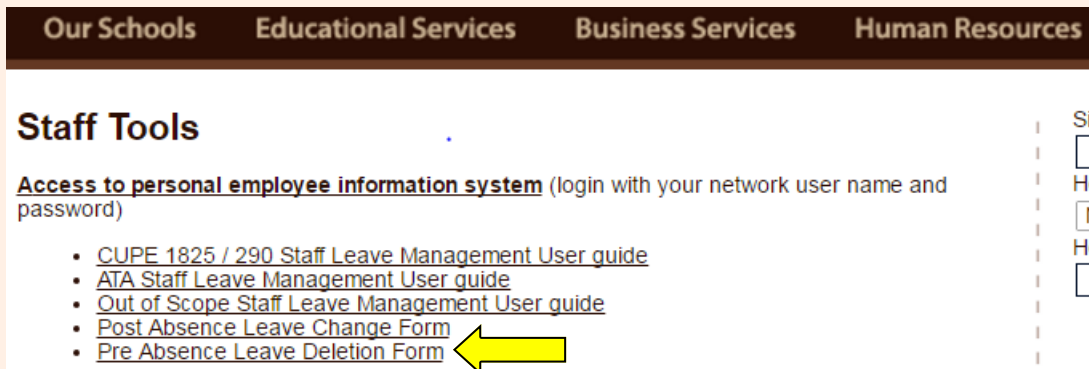 Our Schools Educational Services Business Services Human Resources
Staff Tools
Access to personal employee information system (login with your network user name and
password)
• CUPE 1825 / 290 Staff Leave Management User guide
• ATA Staff Leave Management User guide
• Out of Scope Staff Leave Management User guide
• Post Absence Leave Change Form
• Pre Absence Leave Deletion Form